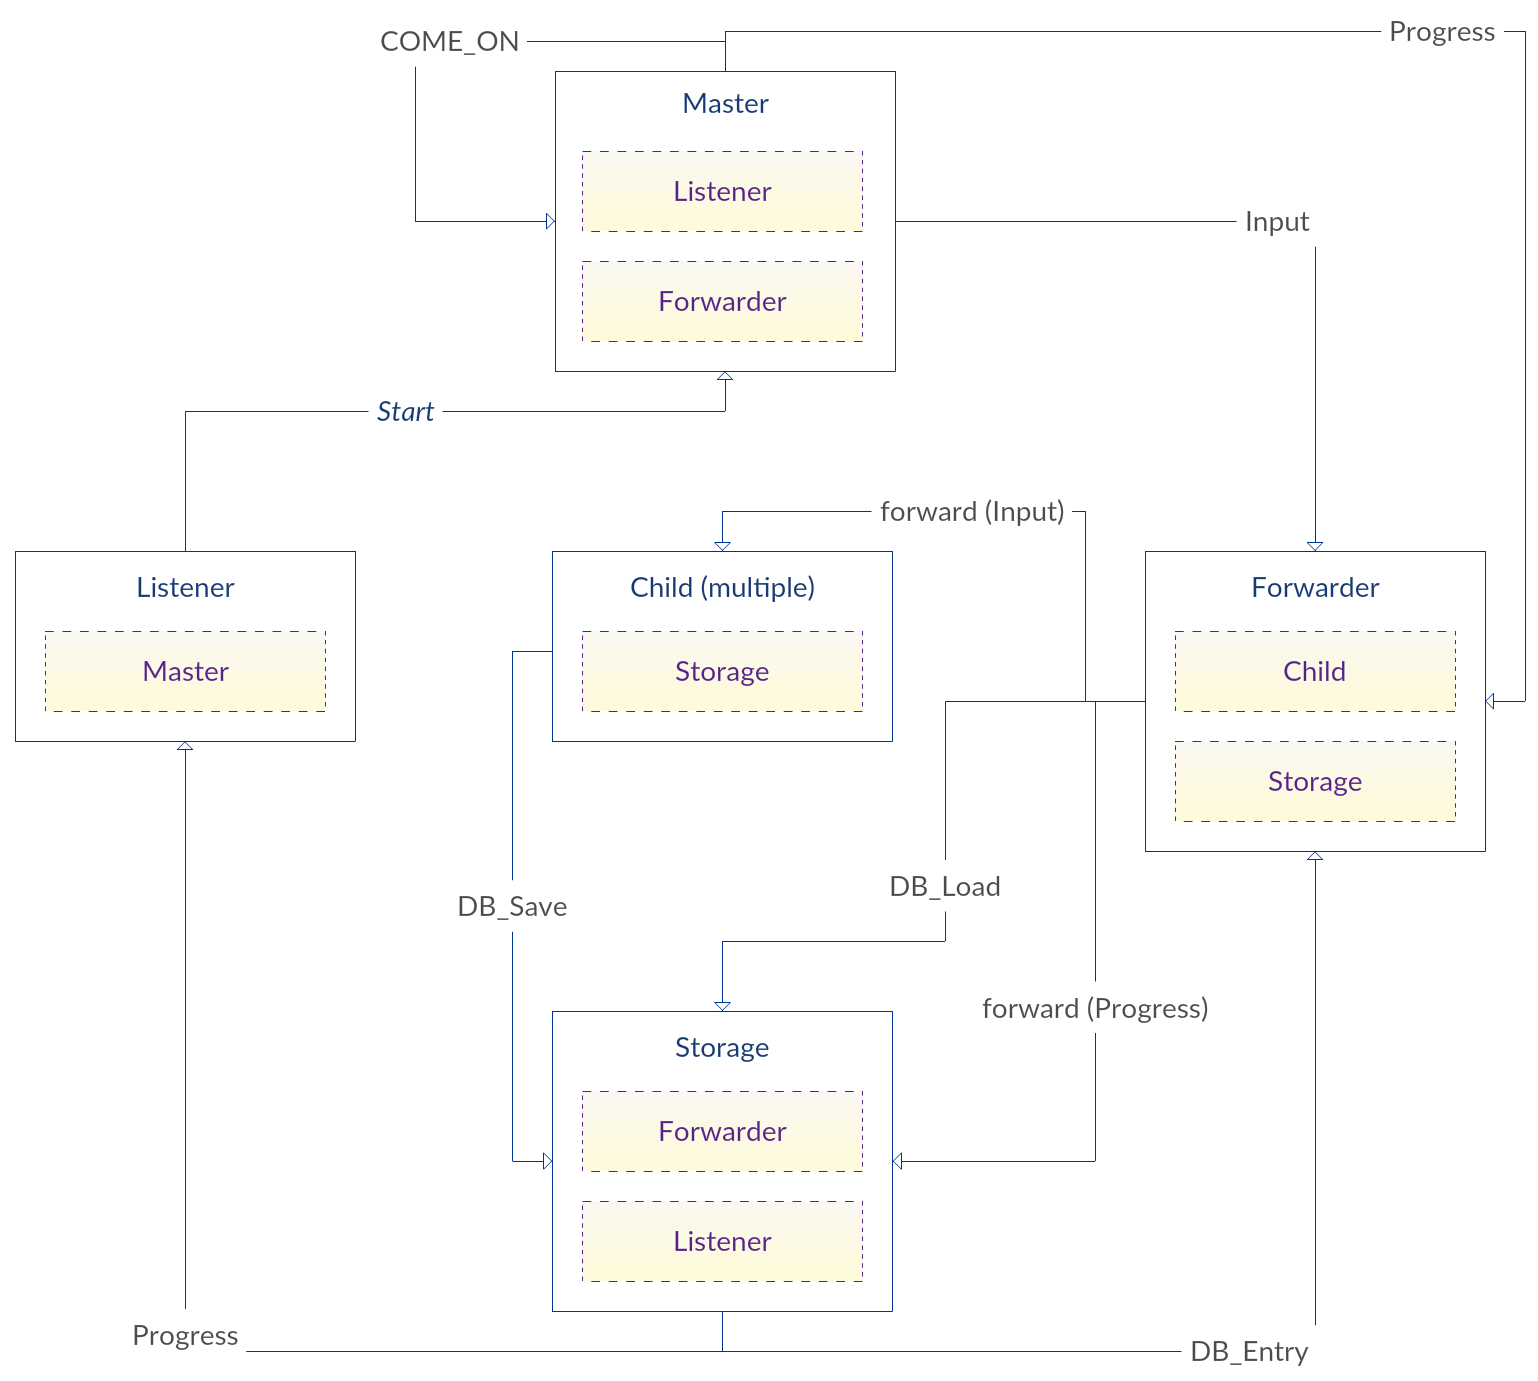 COME_ON
Progress
Master
Listener
Input
Forwarder
Start
forward (Input)
Listener
Child (multiple)
Forwarder
Master
Storage
Child
Storage
DB_Load
DB_Save
forward (Progress)
Storage
Forwarder
Listener
Progress
DB_Entry